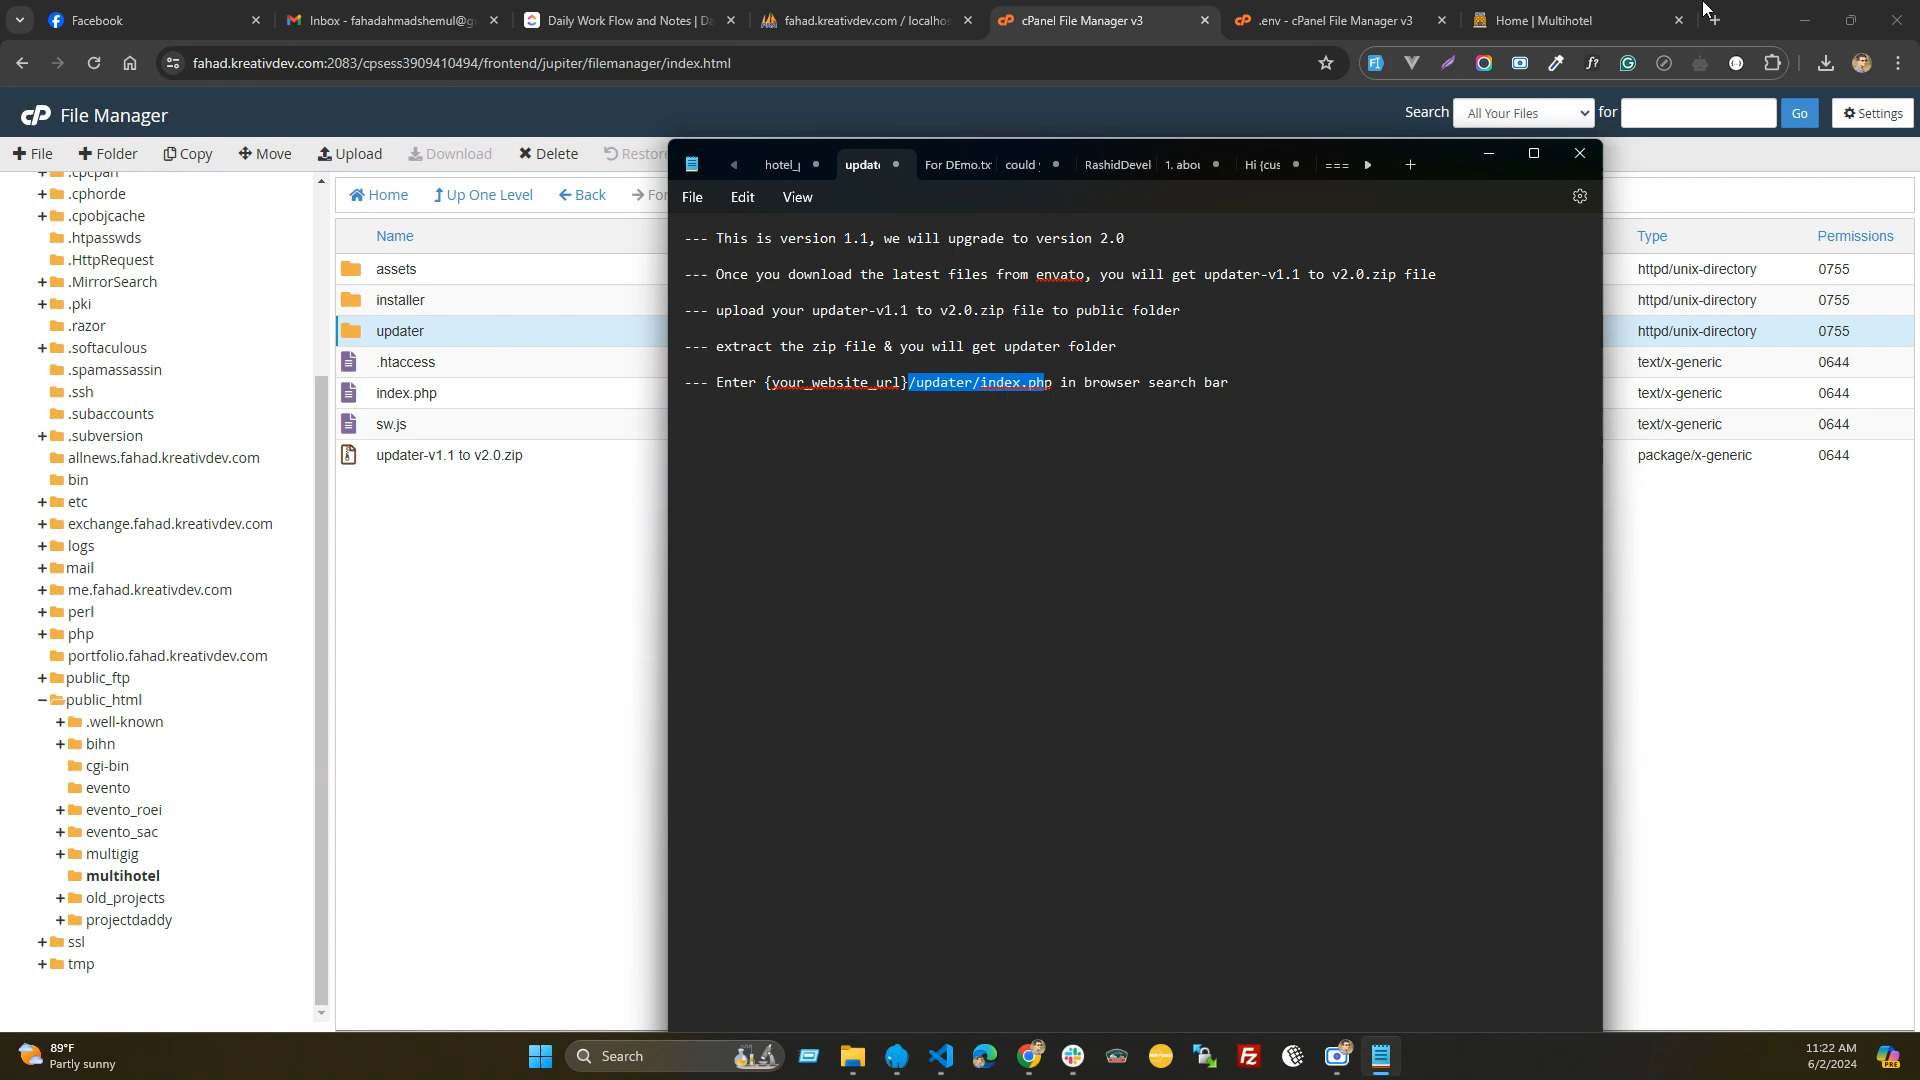 Facebook
Inbox - fahadahmadshemul@g
Daily Work Flow and Notes | Da
fahad.kreativdev.com / localhos
cPanel File Manager v3
.env - cPanel File Manager v3
Home | Multihotel
fahad.kreativdev.com:2083/cpsess3909410494/frontend/jupiter/filemanager/index.html
cP File Manager
Search All Your Files for Go Settings
File Folder Copy Move Upload Download Delete Restore
Home Up One Level Back For
.cpcpan
.cphorde
.cpobjcache
.htpasswds
.HttpRequest
.MirrorSearch
.pki
.razor
.softaculous
.spamassassin
.ssh
.subaccounts
.subversion
allnews.fahad.kreativdev.com
bin
etc
exchange.fahad.kreativdev.com
logs
mail
me.fahad.kreativdev.com
perl
php
portfolio.fahad.kreativdev.com
public_ftp
public_html
.well-known
bihn
cgi-bin
evento
evento_roei
evento_sac
multigig
multihotel
old_projects
projectdaddy
ssl
tmp
Name
assets
installer
updater
.htaccess
index.php
sw.js
updater-v1.1 to v2.0.zip
hotel_p
update
For DEmo.tx
could y
RashidDevel
1. abou
Hi {cus
===
File Edit View
--- This is version 1.1, we will upgrade to version 2.0
--- Once you download the latest files from envato, you will get updater-v1.1 to v2.0.zip file
--- upload your updater-v1.1 to v2.0.zip file to public folder
--- extract the zip file & you will get updater folder
--- Enter {your_website_url}/updater/index.php in browser search bar
Type Permissions
httpd/unix-directory 0755
httpd/unix-directory 0755
httpd/unix-directory 0755
text/x-generic 0644
text/x-generic 0644
text/x-generic 0644
package/x-generic 0644
89°F
Partly sunny
Search
11:22 AM
6/2/2024
PRE